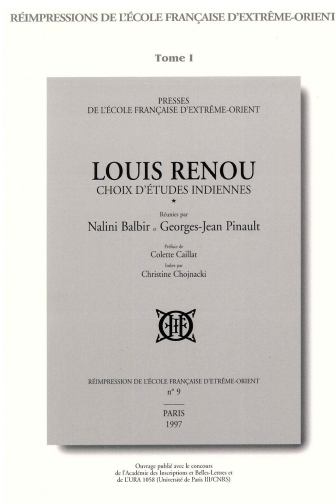 RÉIMPRESSIONS DE L'ÉCOLE FRANÇAISE D'EXTRÊME-ORIENT
Tome I
PRESSES
DE L'ÉCOLE FRANÇAISE D'EXTRÊME-ORIENT
LOUIS RENOU
CHOIX D'ÉTUDES INDIENNES
*
Réunies par
Nalini Balbir et Georges-Jean Pinault
Préface de
Colette Caillat
Index par
Christine Chojnacki
RÉIMPRESSION DE L'ÉCOLE FRANÇAISE D'ETRÊME-ORIENT
n° 9
PARIS
1997
Ouvrage publié avec le concours
de l'Académie des Inscriptions et Belles-Lettres et
de L'URA 1058 (Université de Paris III/CNRS)